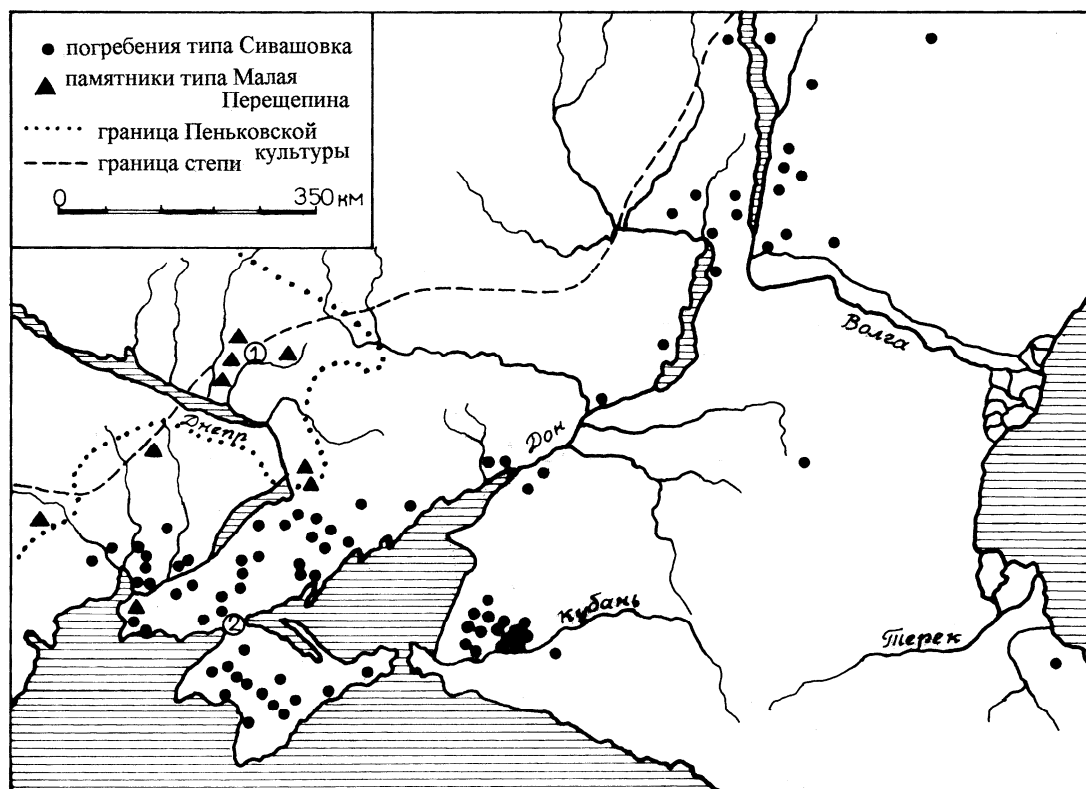 погребения типа Сивашовка
памятники типа Малая
Перещепина
граница Пеньковской
культуры
граница степи
0 350 км
Волга
1
Днепр
Дон
2
Кубань
Терек